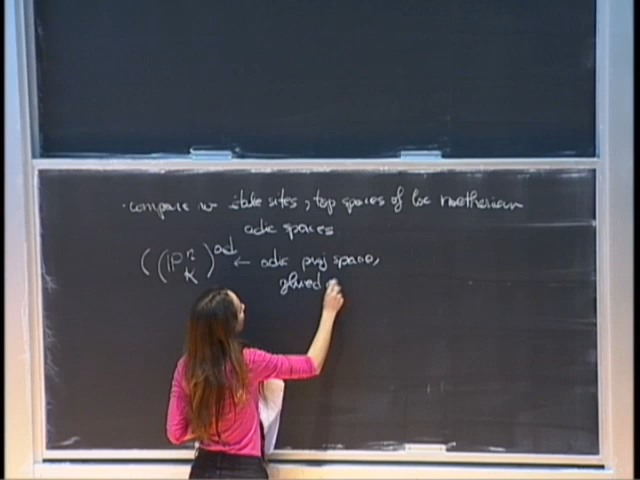 · compare w étale sites, top spaces of loc noetherian
adic spaces
((ℙⁿ_K)^ad ← adic proj space,
glued